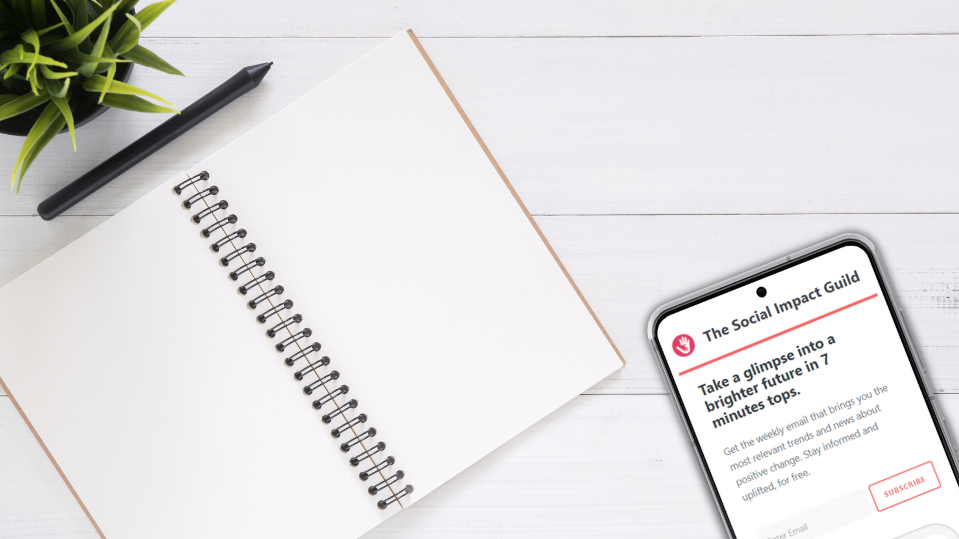 The Social Impact Guild
Take a glimpse into a
brighter future in 7
minutes tops.
Get the weekly email that brings you the
most relevant trends and news about
positive change. Stay informed and
uplifted, for free.
Enter Email
SUBSCRIBE